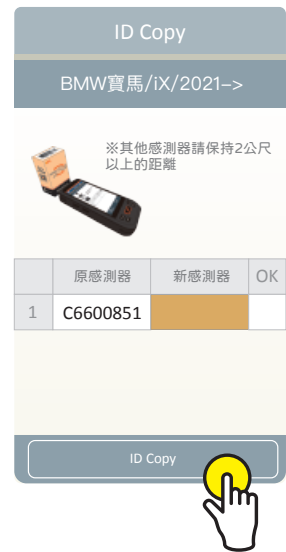 ID Copy
BMW寶馬/iX/2021–>
※其他感測器請保持2公尺
以上的距離
原感測器 新感測器 OK
1 C6600851
ID Copy